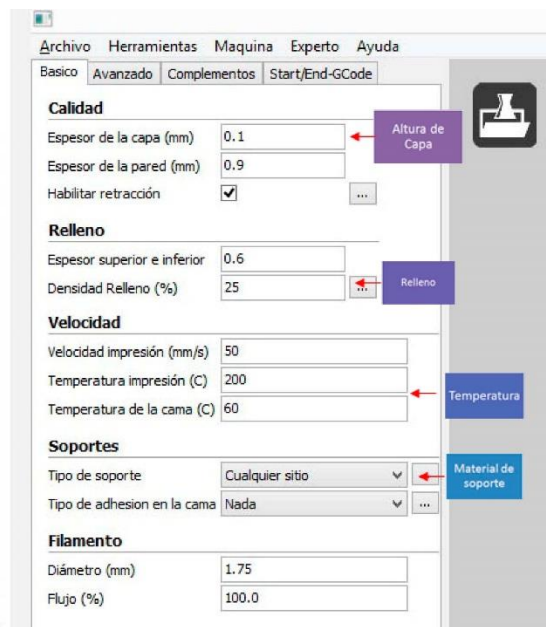 Archivo Herramientas Maquina Experto Ayuda
Basico Avanzado Complementos Start/End-GCode
Calidad
Espesor de la capa (mm) 0.1
Altura de
Capa
Espesor de la pared (mm) 0.9
Habilitar retracción ...
Relleno
Espesor superior e inferior 0.6
Densidad Relleno (%) 25 ... Relleno
Velocidad
Velocidad impresión (mm/s) 50
Temperatura impresión (C) 200
Temperatura
Temperatura de la cama (C) 60
Soportes
Tipo de soporte Cualquier sitio
Material de
soporte
Tipo de adhesion en la cama Nada ...
Filamento
Diámetro (mm) 1.75
Flujo (%) 100.0